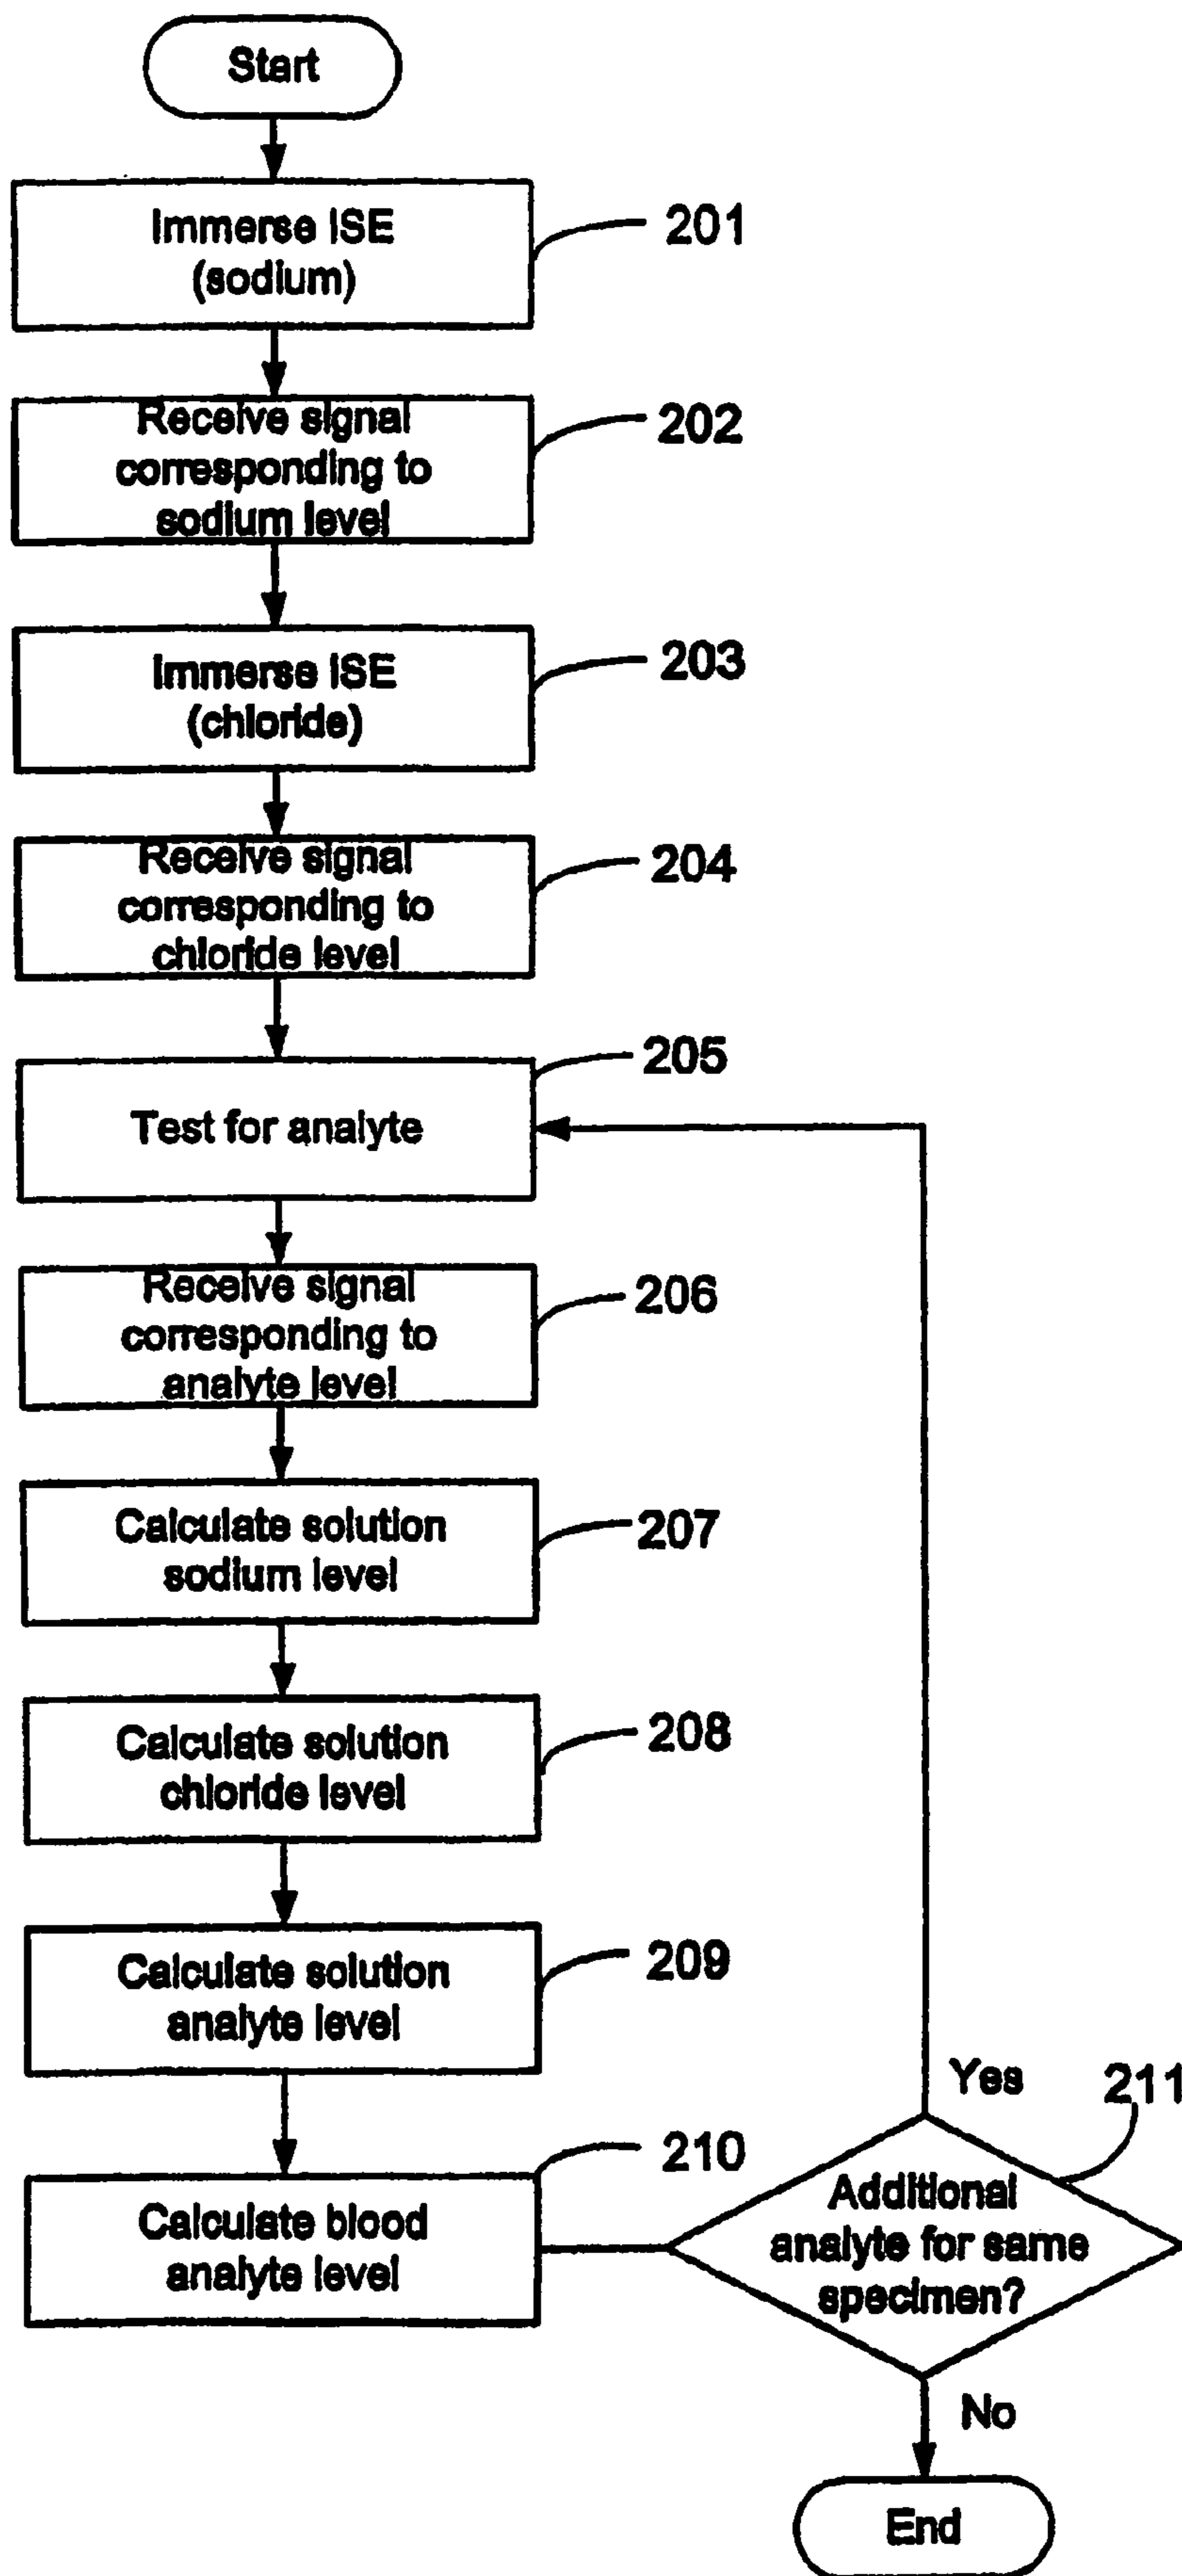 Start
Immerse ISE
(sodium)
201
Receive signal
corresponding to
sodium level
202
Immerse ISE
(chloride)
203
Receive signal
corresponding to
chloride level
204
Test for analyte
205
Receive signal
corresponding to
analyte level
206
Calculate solution
sodium level
207
Calculate solution
chloride level
208
Calculate solution
analyte level
209
Calculate blood
analyte level
210
Yes
211
Additional
analyte for same
specimen?
No
End